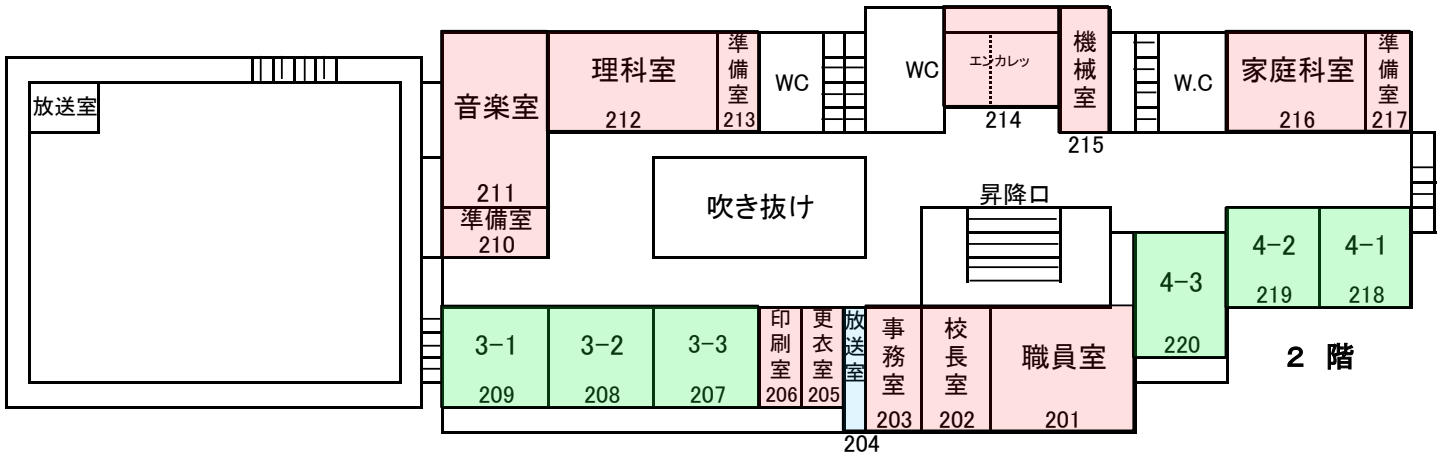 放送室
音楽室
211
準備室
210
理科室
212
準備室
213
WC
WC
エンカレッ
214
機械室
215
W.C
家庭科室
216
準備室
217
吹き抜け
昇降口
4-3
220
4-2
219
4-1
218
3-1
209
3-2
208
3-3
207
印刷室
206
更衣室
205
放送室
204
事務室
203
校長室
202
職員室
201
２ 階